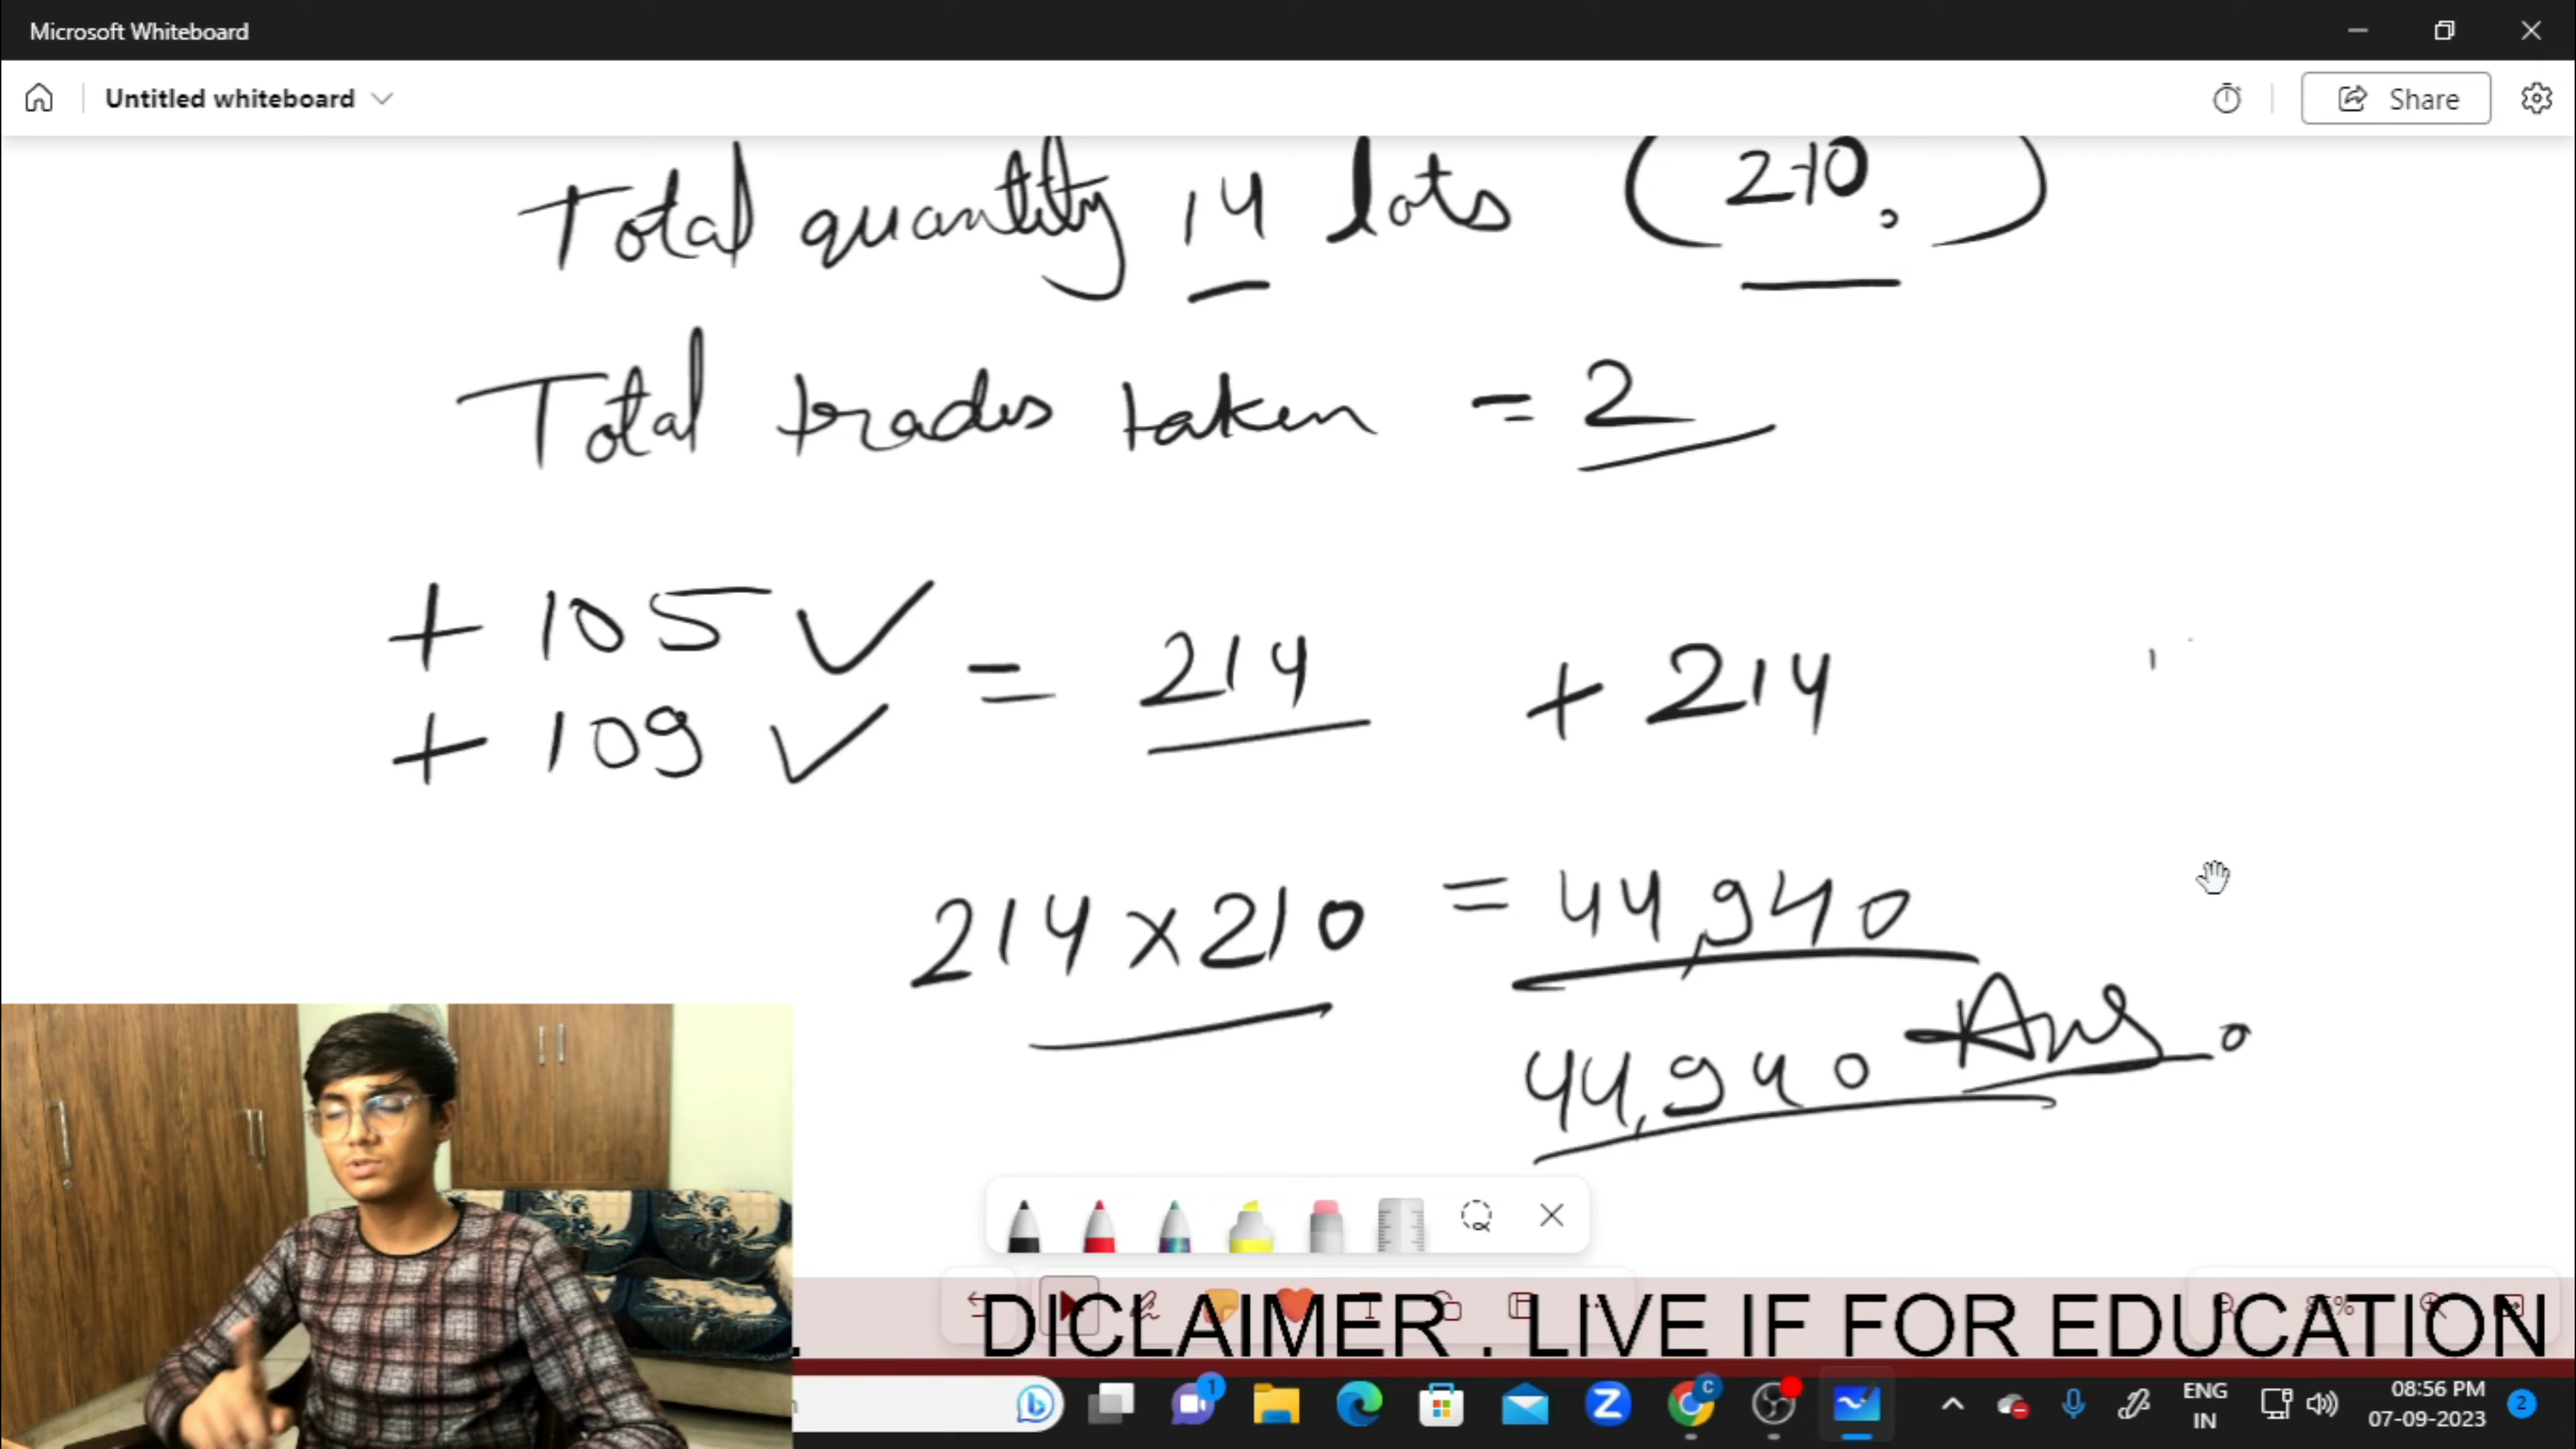 Microsoft Whiteboard
Untitled whiteboard
Share
Total quantity 14 lots (210.)
Total trades taken = 2
+ 105 ✓
+ 109 ✓
= 214
+ 214
214 × 210 = 44,940
44,940 Ans.
. DICLAIMER . LIVE IF FOR EDUCATION
1
C
ENG
IN
08:56 PM
07-09-2023
2